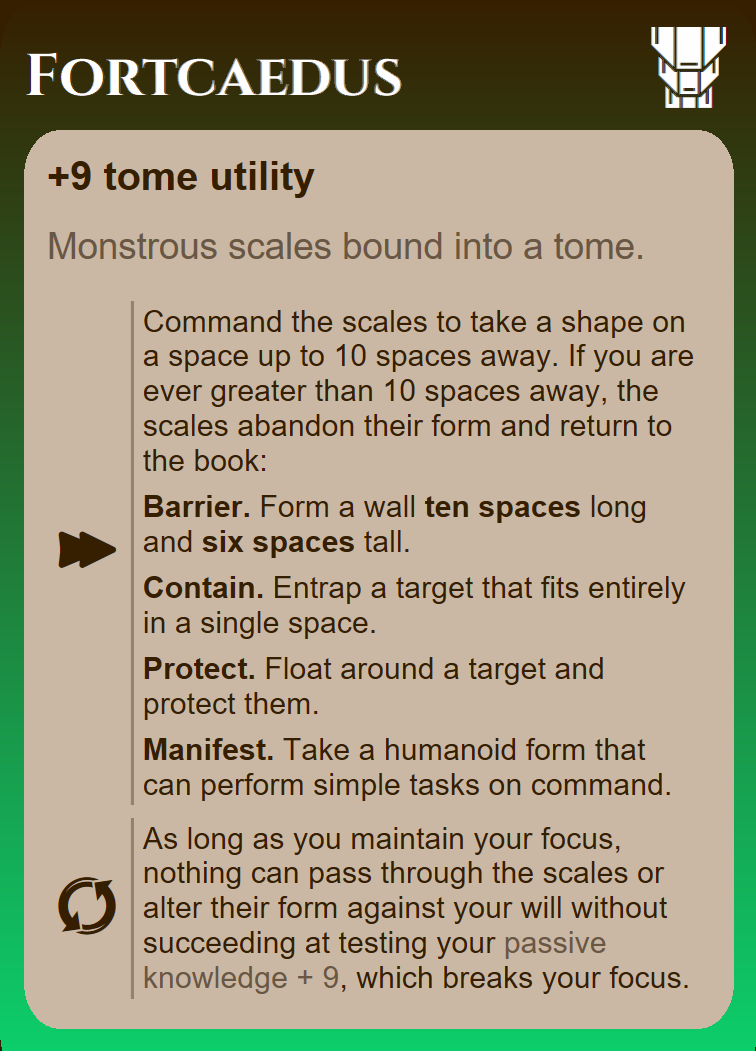 Fortcaedus
+9 tome utility
Monstrous scales bound into a tome.
Command the scales to take a shape on
a space up to 10 spaces away. If you are
ever greater than 10 spaces away, the
scales abandon their form and return to
the book:
Barrier. Form a wall ten spaces long
and six spaces tall.
Contain. Entrap a target that fits entirely
in a single space.
Protect. Float around a target and
protect them.
Manifest. Take a humanoid form that
can perform simple tasks on command.
As long as you maintain your focus,
nothing can pass through the scales or
alter their form against your will without
succeeding at testing your passive
knowledge + 9, which breaks your focus.